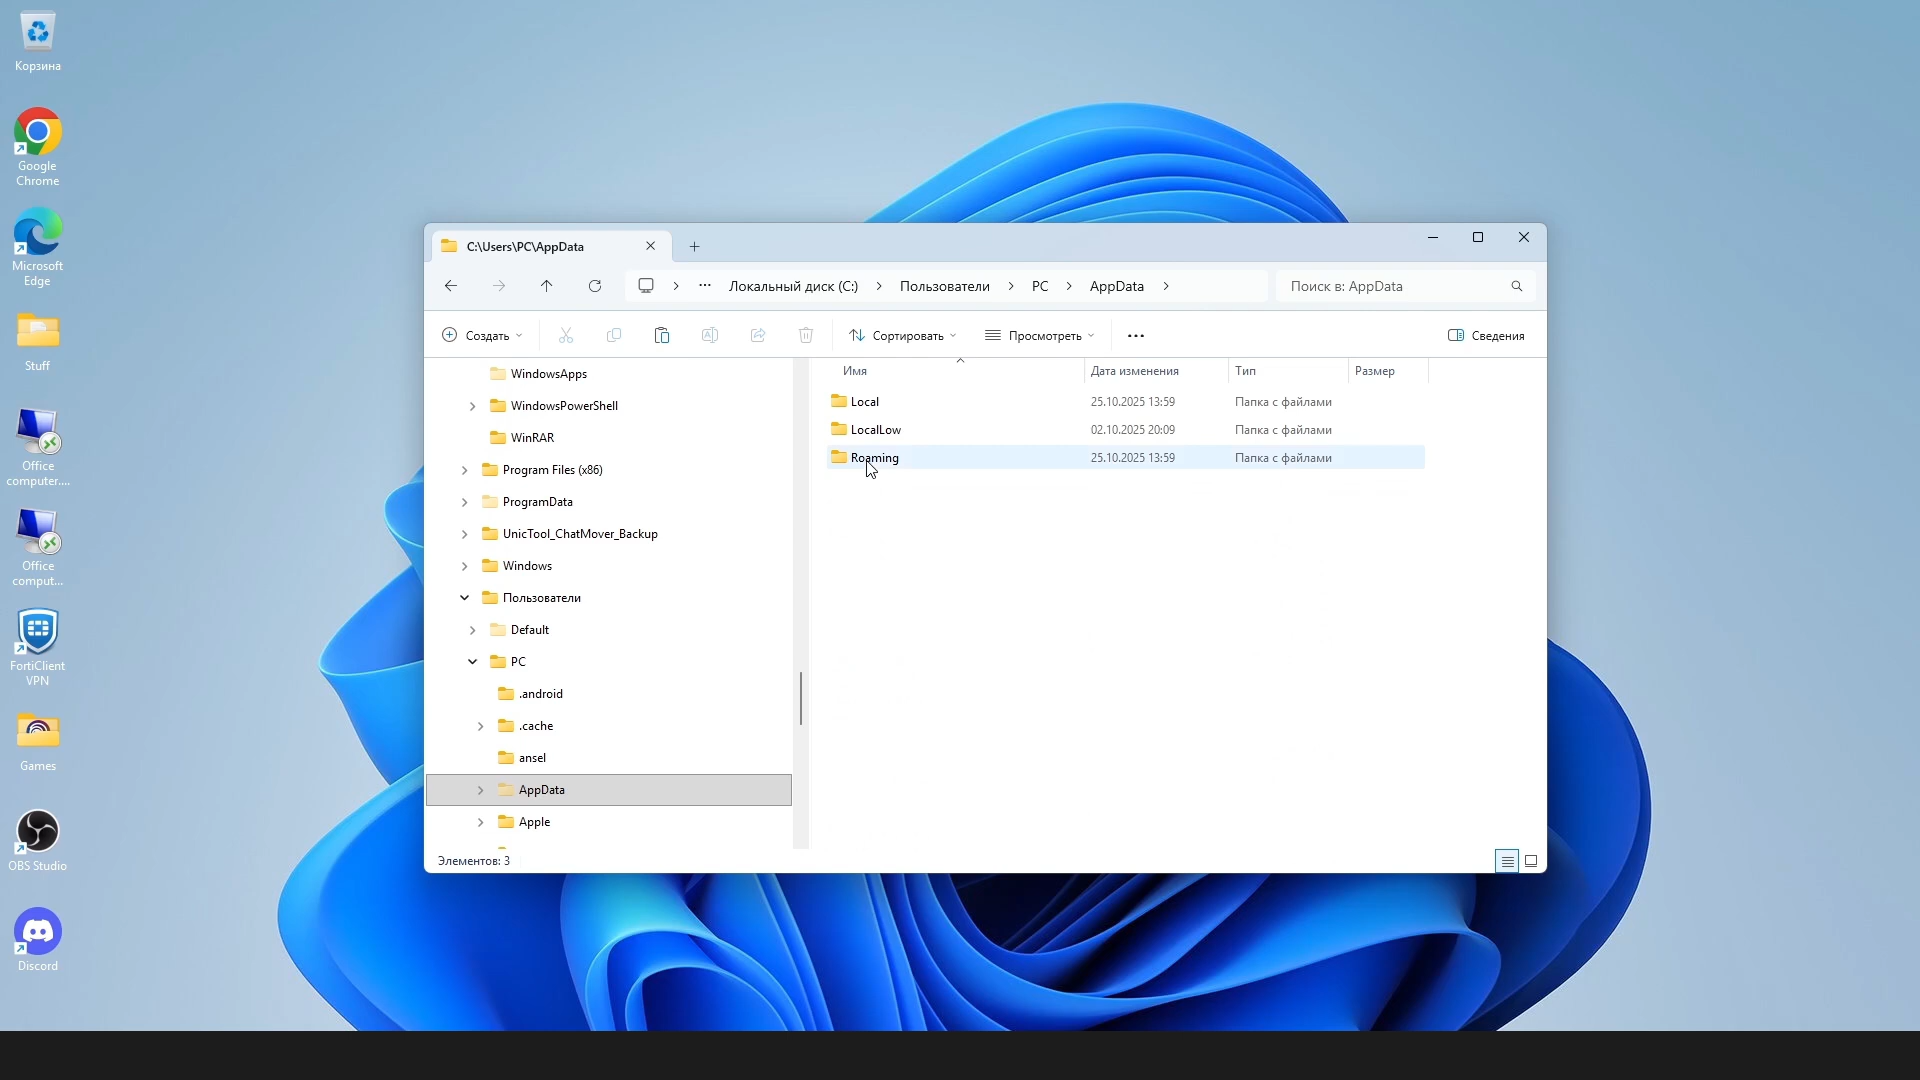 Корзина
Google
Chrome
Microsoft
Edge
Stuff
Office
computer....
Office
comput...
FortiClient
VPN
Games
OBS Studio
Discord
C:\Users\PC\AppData
Локальный диск (C:) Пользователи PC AppData
Поиск в: AppData
Создать
Сортировать
Просмотреть
Сведения
WindowsApps
WindowsPowerShell
WinRAR
Program Files (x86)
ProgramData
UnicTool_ChatMover_Backup
Windows
Пользователи
Default
PC
.android
.cache
ansel
AppData
Apple
Имя Дата изменения Тип Размер
Local 25.10.2025 13:59 Папка с файлами
LocalLow 02.10.2025 20:09 Папка с файлами
Roaming 25.10.2025 13:59 Папка с файлами
Элементов: 3